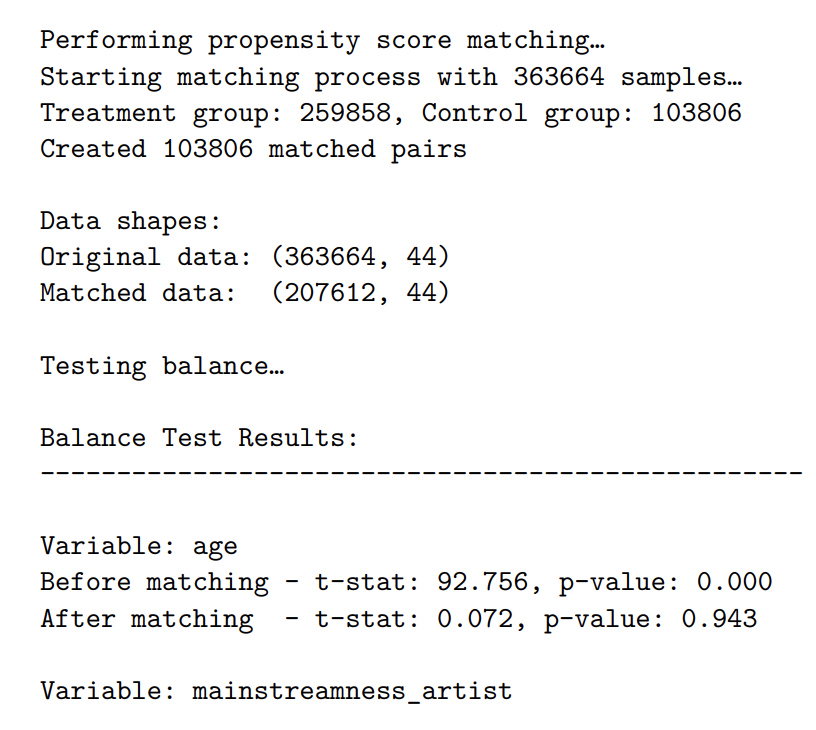 Performing propensity score matching…
Starting matching process with 363664 samples…
Treatment group: 259858, Control group: 103806
Created 103806 matched pairs
Data shapes:
Original data: (363664, 44)
Matched data:  (207612, 44)
Testing balance…
Balance Test Results:
--------------------------------------------------
Variable: age
Before matching - t-stat: 92.756, p-value: 0.000
After matching  - t-stat: 0.072, p-value: 0.943
Variable: mainstreamness_artist